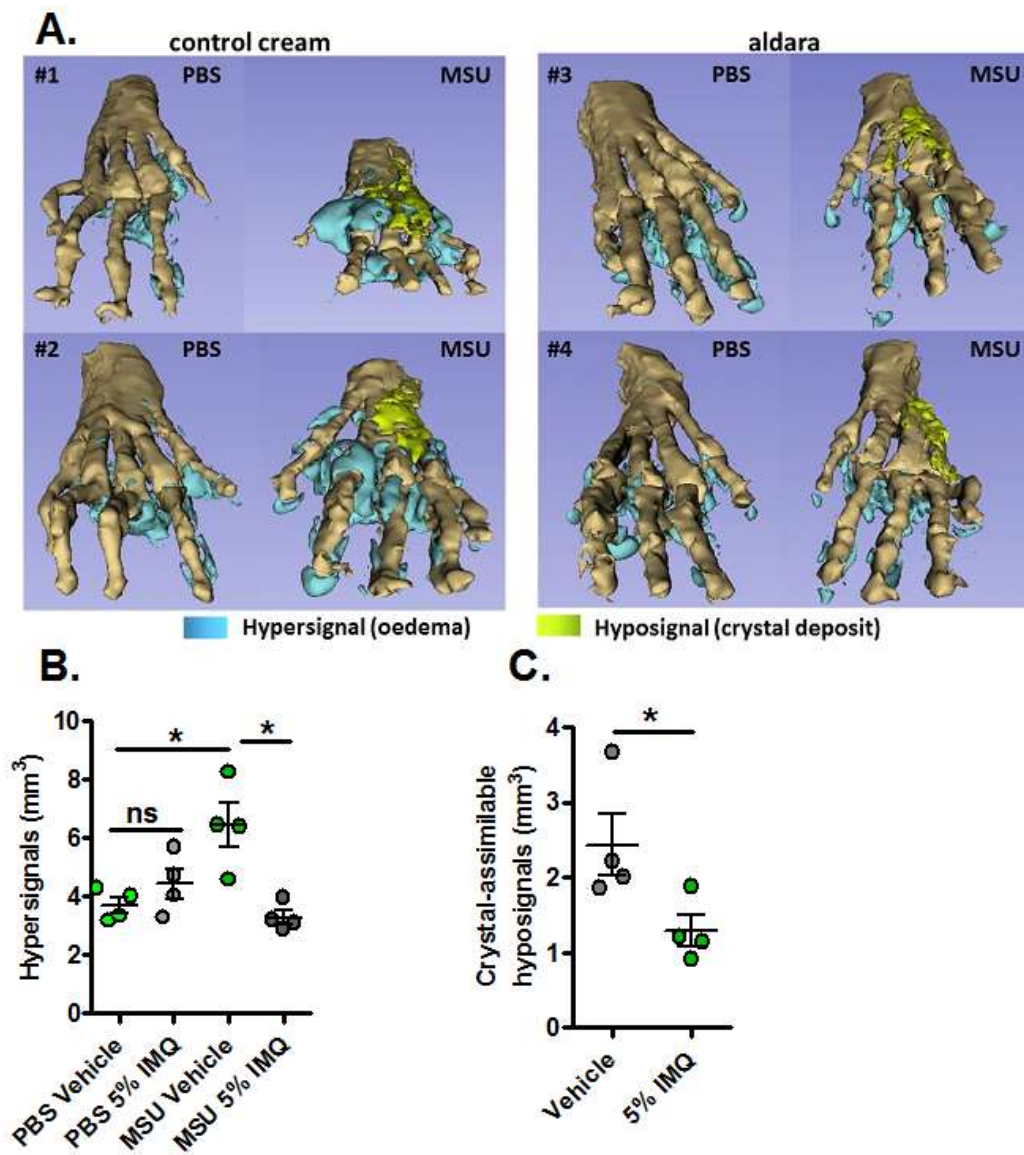 A.
control cream
aldara
#1 PBS MSU
#3 PBS MSU
#2 PBS MSU
#4 PBS MSU
Hypersignal (oedema)
Hyposignal (crystal deposit)
B.
Hypersignals (mm³)
10
8
6
4
2
0
*
*
ns
PBS Vehicle
PBS 5% IMQ
MSU Vehicle
MSU 5% IMQ
C.
Crystal-assimilable
hyposignals (mm³)
4
3
2
1
0
*
Vehicle
5% IMQ